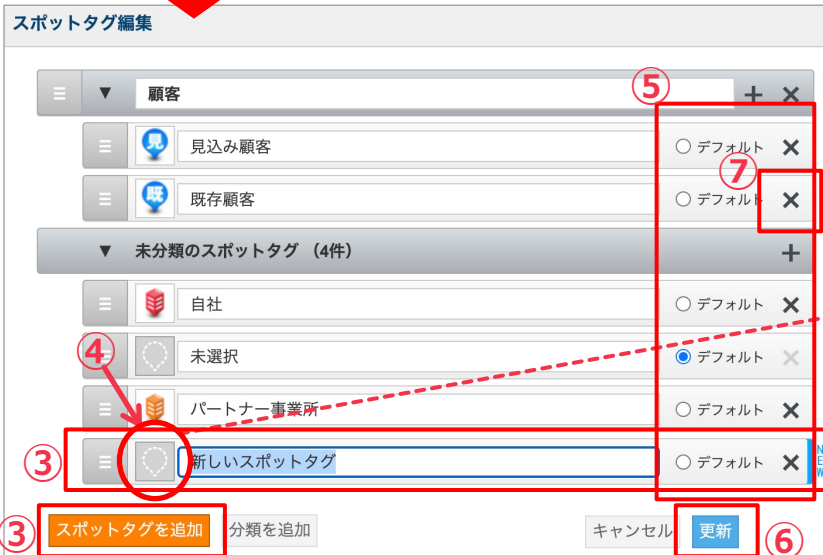 スポットタグ編集
▼ 顧客 + ×
⑤
見 見込み顧客 デフォルト ×
⑦
既 既存顧客 デフォルト ×
▼ 未分類のスポットタグ （4件） +
自社 デフォルト ×
④
未選択 デフォルト ×
パートナー事業所 デフォルト ×
③ 新しいスポットタグ デフォルト × NEW
③ スポットタグを追加 分類を追加 キャンセル 更新 ⑥